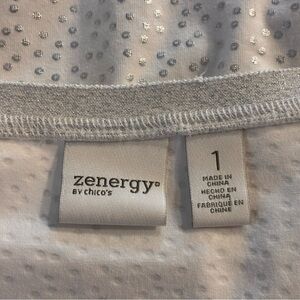 zenergy®
BY CHICO'S
1
MADE IN
CHINA
HECHO EN
CHINA
FABRIQUÉ EN
CHINE